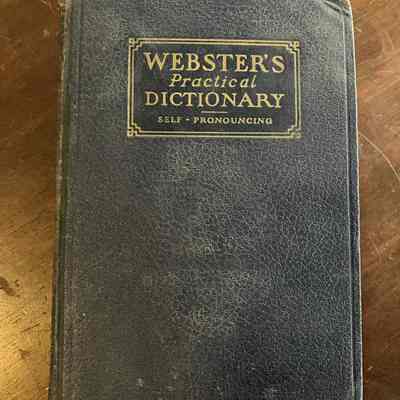 WEBSTER'S
Practical
DICTIONARY
SELF - PRONOUNCING